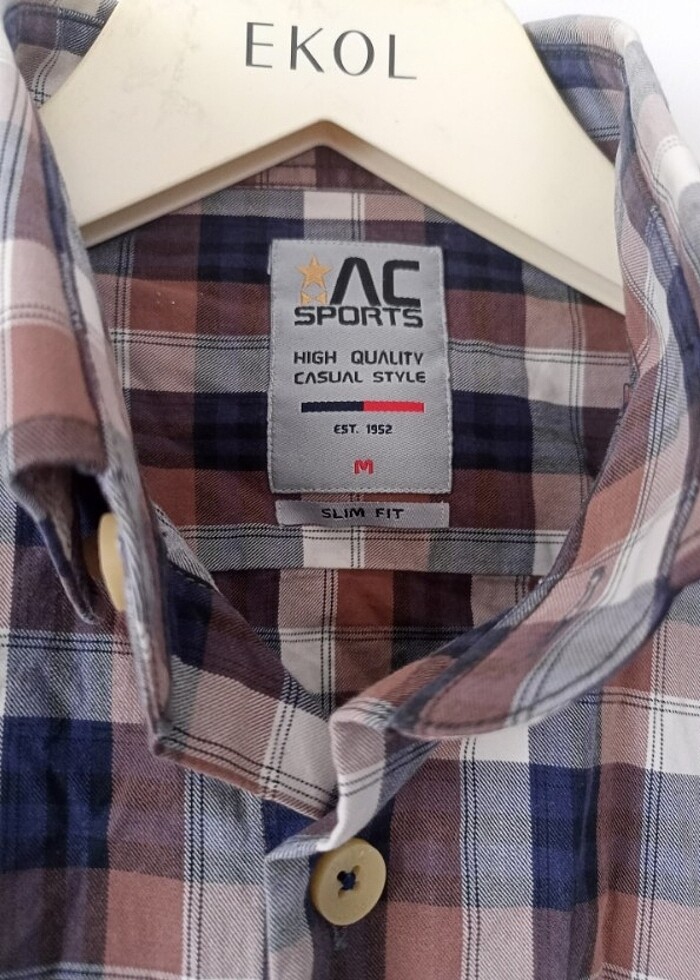 EKOL
AC
SPORTS
HIGH QUALITY
CASUAL STYLE
EST. 1952
M
SLIM FIT